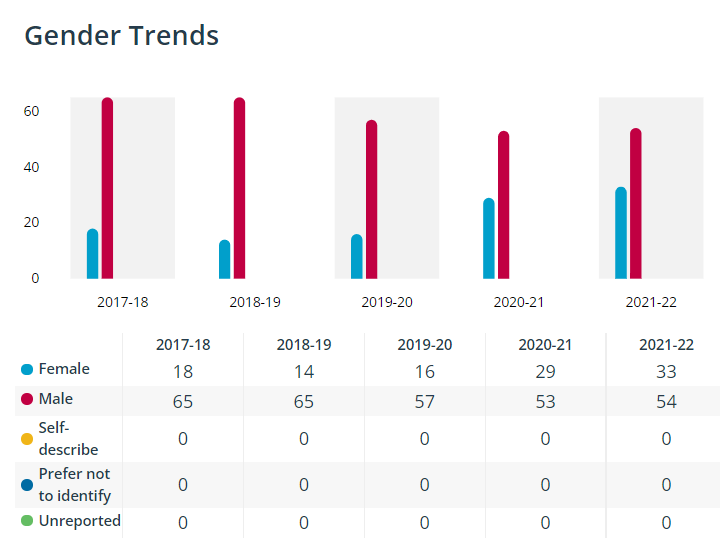 Gender Trends
60
40
20
0
2017-18 2018-19 2019-20 2020-21 2021-22
2017-18 2018-19 2019-20 2020-21 2021-22
Female 18 14 16 29 33
Male 65 65 57 53 54
Self-
describe 0 0 0 0 0
Prefer not
to identify 0 0 0 0 0
Unreported 0 0 0 0 0